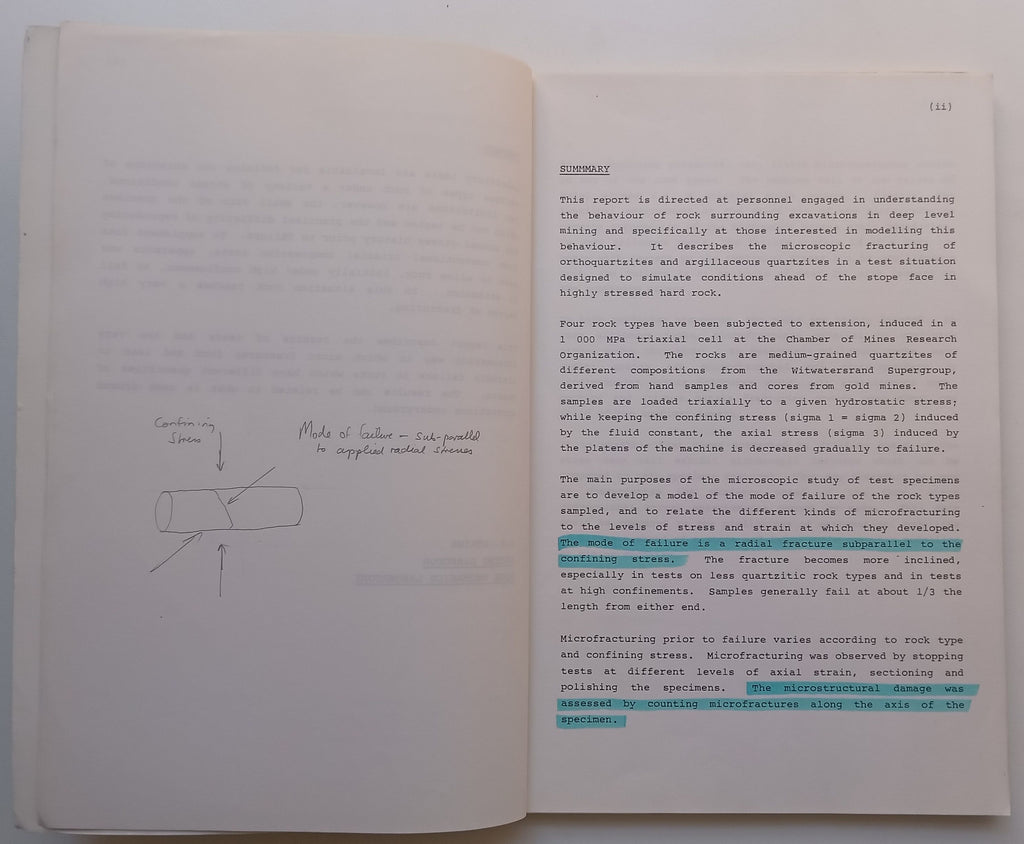 Confining
Stress
Mode of failure - sub-parallel
to applied radial stresses
(ii)
SUMMMARY
This report is directed at personnel engaged in understanding
the behaviour of rock surrounding excavations in deep level
mining and specifically at those interested in modelling this
behaviour. It describes the microscopic fracturing of
orthoquartzites and argillaceous quartzites in a test situation
designed to simulate conditions ahead of the stope face in
highly stressed hard rock.
Four rock types have been subjected to extension, induced in a
1 000 MPa triaxial cell at the Chamber of Mines Research
Organization. The rocks are medium-grained quartzites of
different compositions from the Witwatersrand Supergroup,
derived from hand samples and cores from gold mines. The
samples are loaded triaxially to a given hydrostatic stress;
while keeping the confining stress (sigma 1 = sigma 2) induced
by the fluid constant, the axial stress (sigma 3) induced by
the platens of the machine is decreased gradually to failure.
The main purposes of the microscopic study of test specimens
are to develop a model of the mode of failure of the rock types
sampled, and to relate the different kinds of microfracturing
to the levels of stress and strain at which they developed.
The mode of failure is a radial fracture subparallel to the
confining stress. The fracture becomes more inclined,
especially in tests on less quartzitic rock types and in tests
at high confinements. Samples generally fail at about 1/3 the
length from either end.
Microfracturing prior to failure varies according to rock type
and confining stress. Microfracturing was observed by stopping
tests at different levels of axial strain, sectioning and
polishing the specimens. The microstructural damage was
assessed by counting microfractures along the axis of the
specimen.